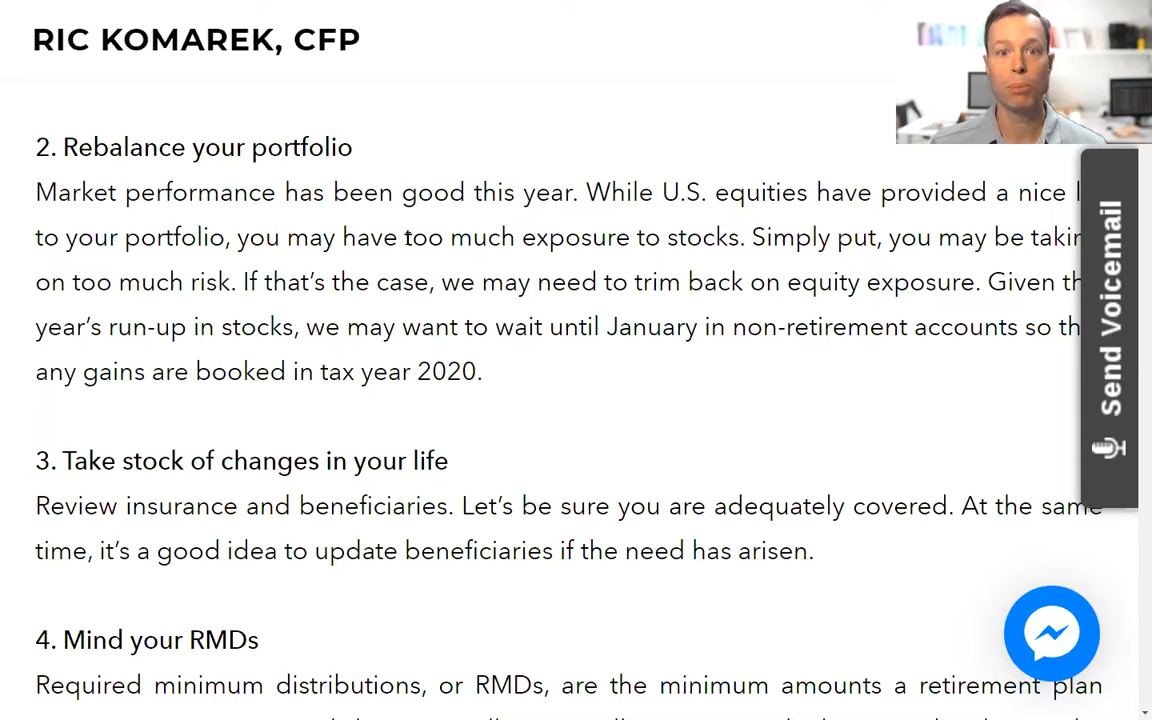 RIC KOMAREK, CFP
2. Rebalance your portfolio
Market performance has been good this year. While U.S. equities have provided a nice
to your portfolio, you may have too much exposure to stocks. Simply put, you may be
on too much risk. If that’s the case, we may need to trim back on equity exposure. Given
year’s run-up in stocks, we may want to wait until January in non-retirement accounts so
any gains are booked in tax year 2020.
3. Take stock of changes in your life
Review insurance and beneficiaries. Let’s be sure you are adequately covered. At the same
time, it’s a good idea to update beneficiaries if the need has arisen.
4. Mind your RMDs
Required minimum distributions, or RMDs, are the minimum amounts a retirement plan
Send Voicemail